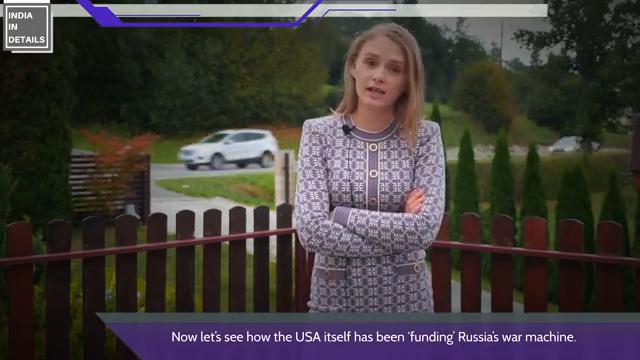 INDIA
IN
DETAILS
Now let's see how the USA itself has been 'funding' Russia's war machine.